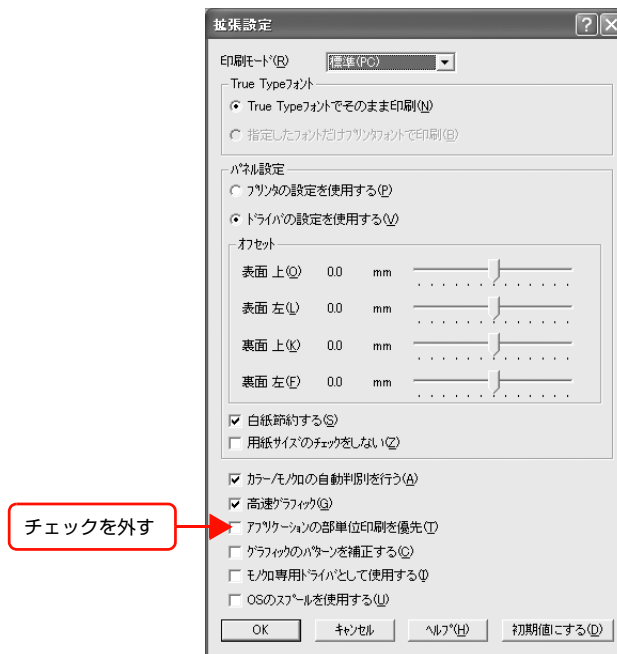 拡張設定
印刷モード(R) 標準(PC)
True Typeフォント
True Typeフォントでそのまま印刷(N)
指定したフォントだけプリンタフォントで印刷(B)
パネル設定
プリンタの設定を使用する(P)
ドライバの設定を使用する(V)
オフセット
表面 上(O) 0.0 mm
表面 左(L) 0.0 mm
裏面 上(K) 0.0 mm
裏面 左(F) 0.0 mm
白紙節約する(S)
用紙サイズのチェックをしない(Z)
カラー/モノクロの自動判別を行う(A)
高速グラフィック(G)
チェックを外す
アプリケーションの部単位印刷を優先(T)
グラフィックのパターンを補正する(C)
モノクロ専用ドライバとして使用する(I)
OSのスプールを使用する(U)
OK キャンセル ヘルプ(H) 初期値にする(D)